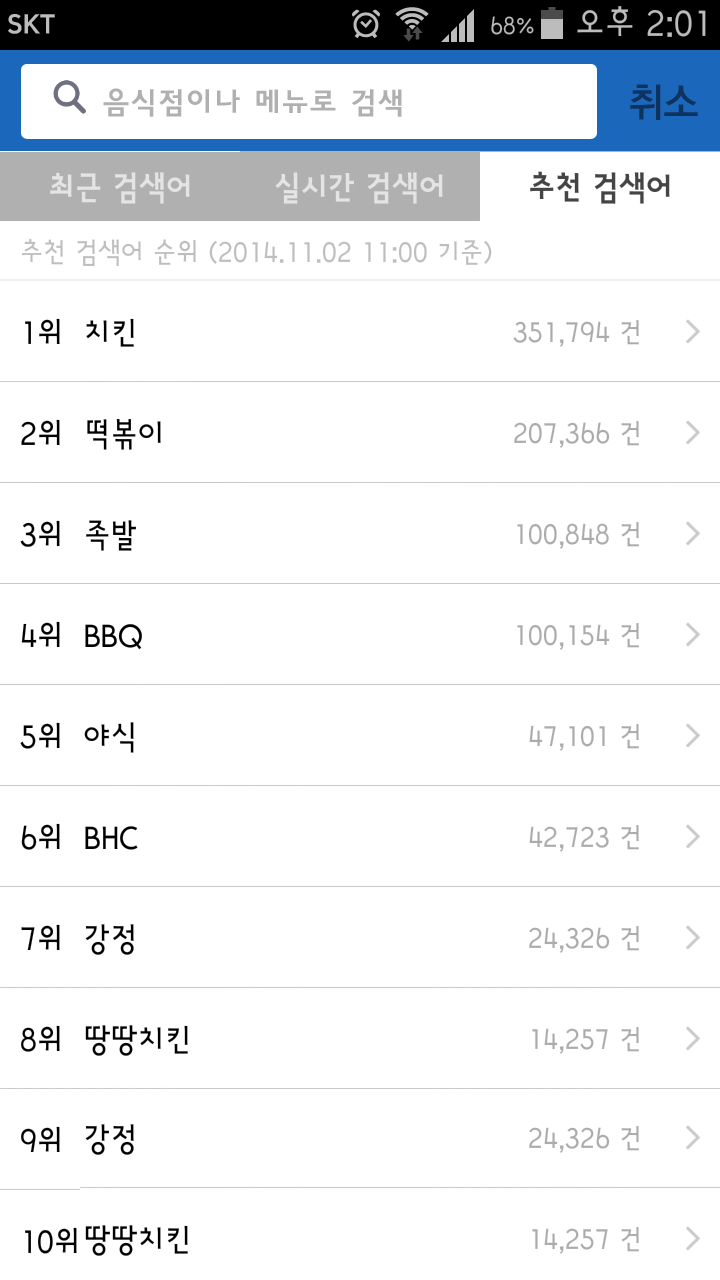 SKT 68% 오후 2:01
음식점이나 메뉴로 검색 취소
최근 검색어 실시간 검색어 추천 검색어
추천 검색어 순위 (2014.11.02 11:00 기준)
1위 치킨 351,794 건
2위 떡볶이 207,366 건
3위 족발 100,848 건
4위 BBQ 100,154 건
5위 야식 47,101 건
6위 BHC 42,723 건
7위 강정 24,326 건
8위 땅땅치킨 14,257 건
9위 강정 24,326 건
10위 땅땅치킨 14,257 건